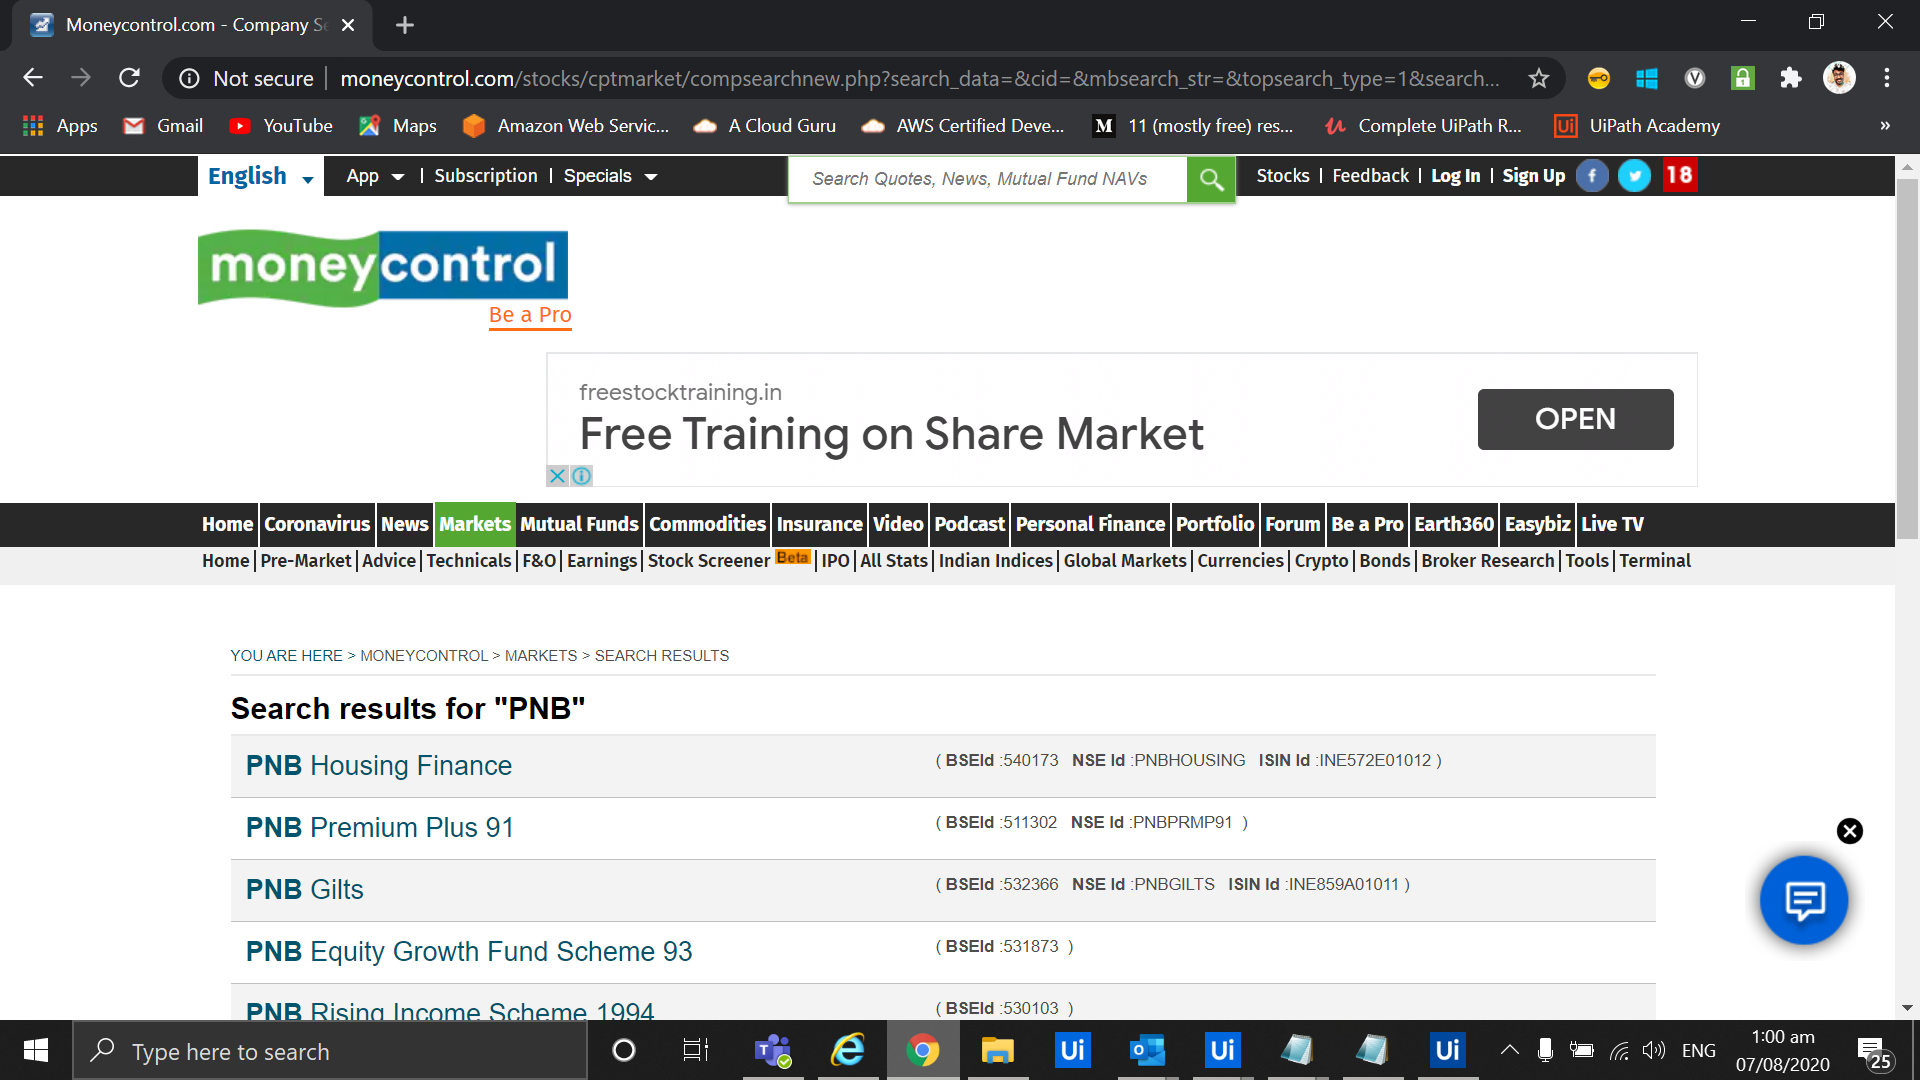 Moneycontrol.com - Company Se
Not secure | moneycontrol.com/stocks/cptmarket/compsearchnew.php?search_data=&cid=&mbsearch_str=&topsearch_type=1&search...
Apps Gmail YouTube Maps Amazon Web Servic... A Cloud Guru AWS Certified Deve... M 11 (mostly free) res... Complete UiPath R... Ui UiPath Academy »
English App | Subscription | Specials Search Quotes, News, Mutual Fund NAVs Stocks | Feedback | Log In | Sign Up f 18
moneycontrol
Be a Pro
freestocktraining.in
Free Training on Share Market
OPEN
Home Coronavirus News Markets Mutual Funds Commodities Insurance Video Podcast Personal Finance Portfolio Forum Be a Pro Earth360 Easybiz Live TV
Home Pre-Market Advice Technicals F&O Earnings Stock Screener Beta IPO All Stats Indian Indices Global Markets Currencies Crypto Bonds Broker Research Tools Terminal
YOU ARE HERE > MONEYCONTROL > MARKETS > SEARCH RESULTS
Search results for "PNB"
PNB Housing Finance ( BSEId :540173 NSE Id :PNBHOUSING ISIN Id :INE572E01012 )
PNB Premium Plus 91 ( BSEId :511302 NSE Id :PNBPRMP91 )
PNB Gilts ( BSEId :532366 NSE Id :PNBGILTS ISIN Id :INE859A01011 )
PNB Equity Growth Fund Scheme 93 ( BSEId :531873 )
PNB Rising Income Scheme 1994 ( BSEId :530103 )
Type here to search Ui Ui Ui ENG 1:00 am
07/08/2020 25